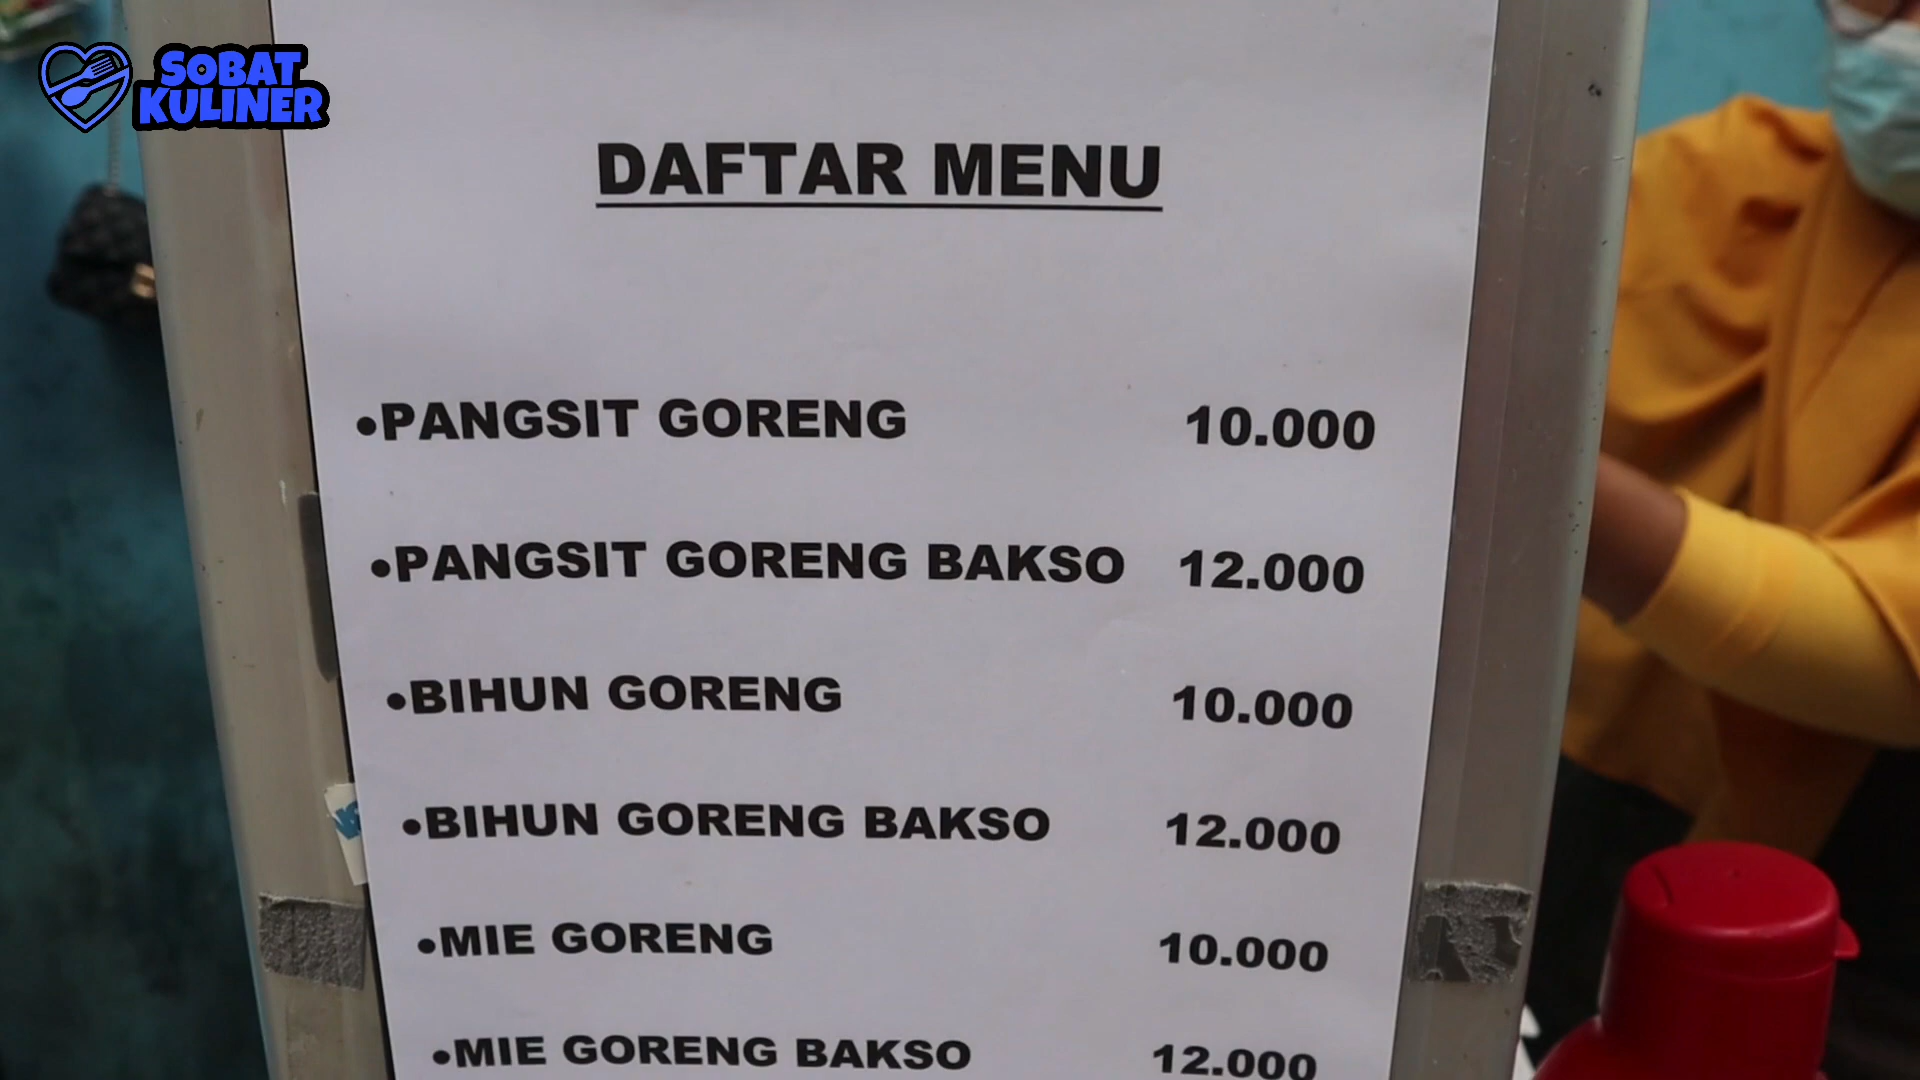 SOBAT
KULINER
DAFTAR MENU
•PANGSIT GORENG 10.000
•PANGSIT GORENG BAKSO 12.000
•BIHUN GORENG 10.000
•BIHUN GORENG BAKSO 12.000
•MIE GORENG 10.000
•MIE GORENG BAKSO 12.000